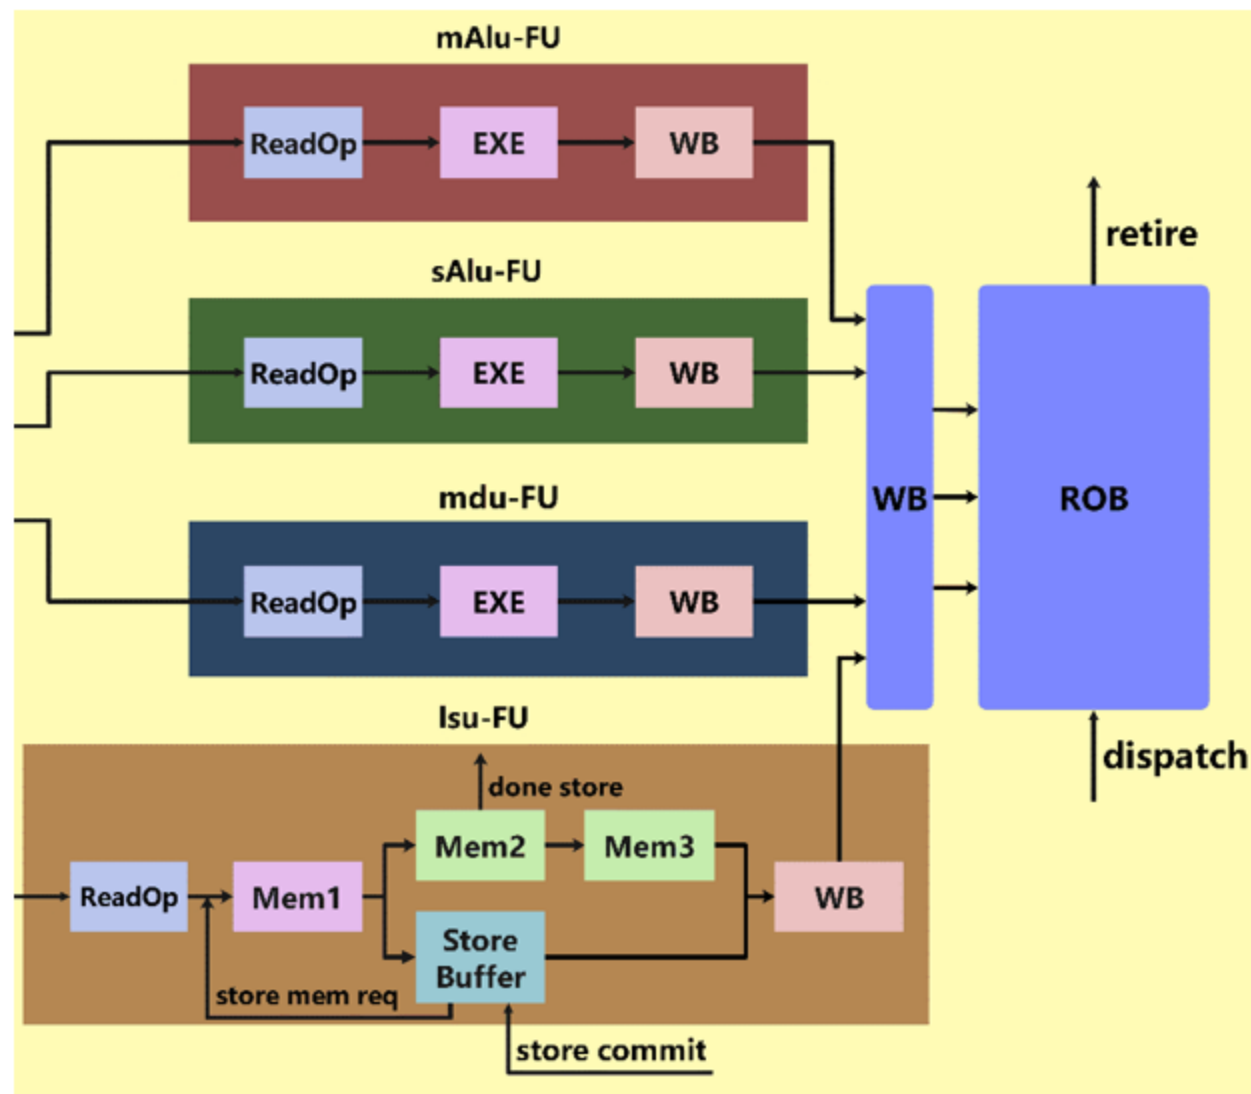 mAlu-FU
ReadOp
EXE
WB
retire
sAlu-FU
ReadOp
EXE
WB
mdu-FU
WB
ROB
ReadOp
EXE
WB
lsu-FU
dispatch
done store
Mem2
Mem3
ReadOp
Mem1
WB
Store
Buffer
store mem req
store commit